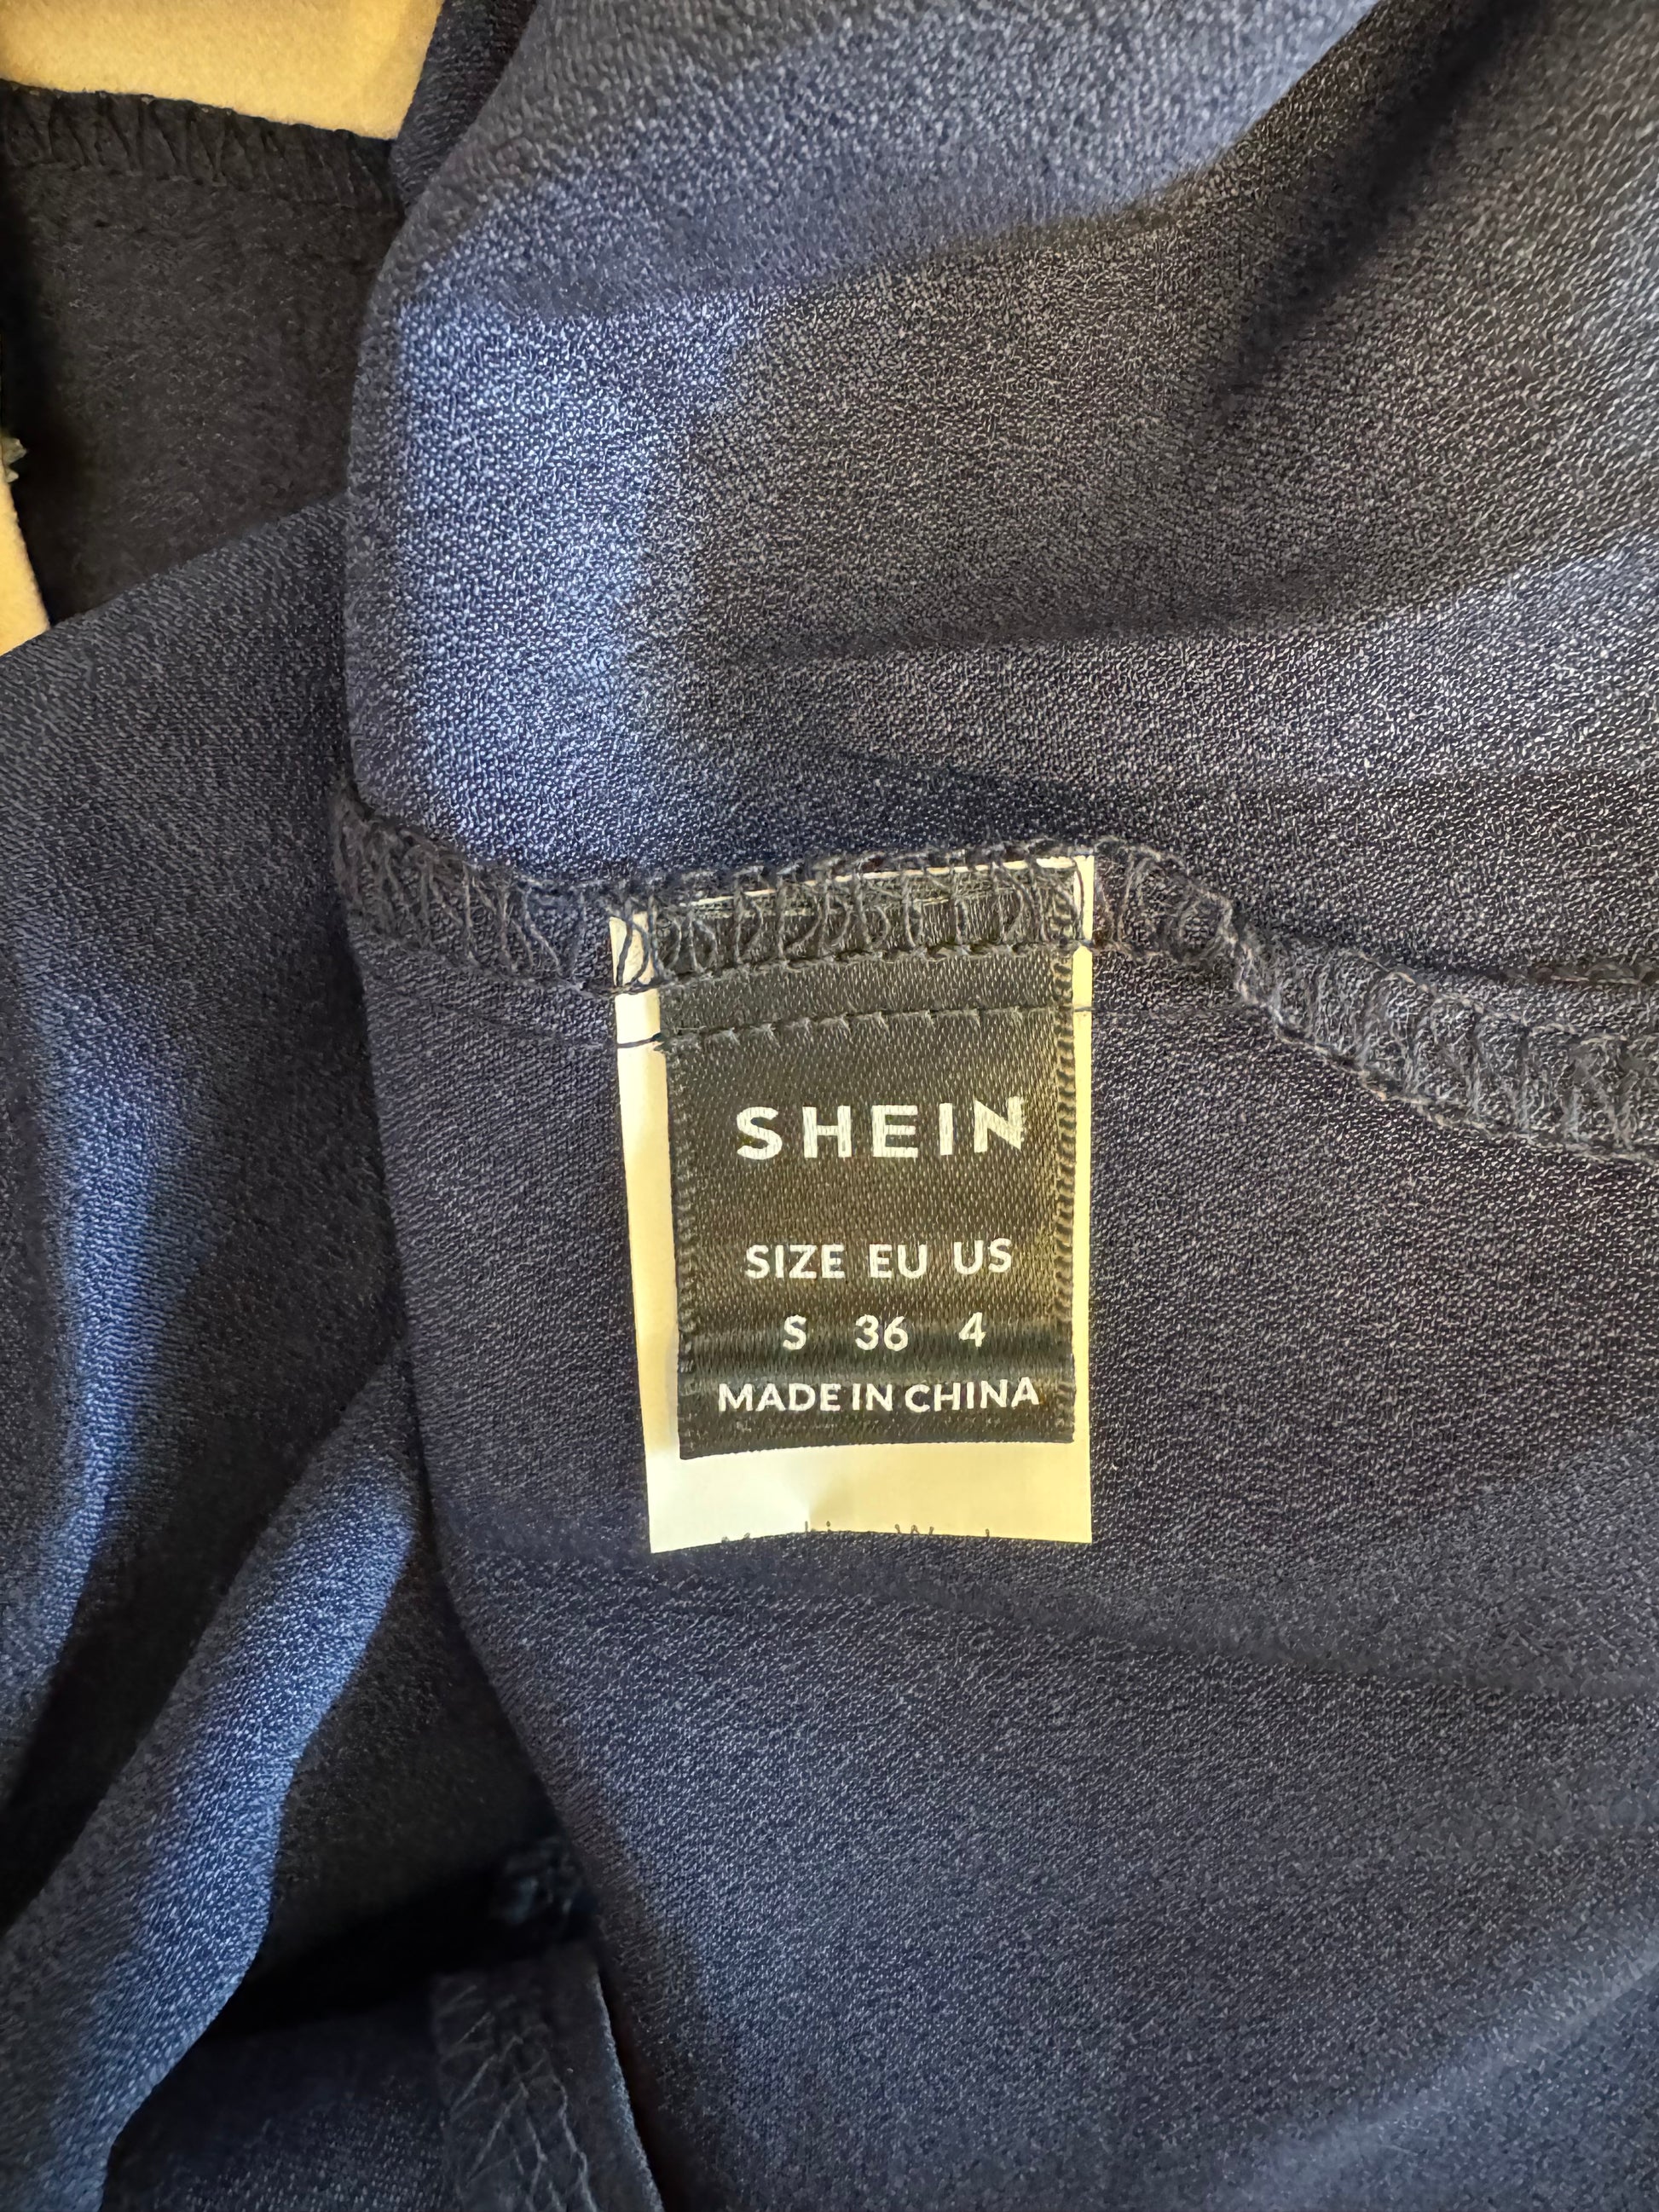 SHEIN
SIZE EU US
S 36 4
MADE IN CHINA